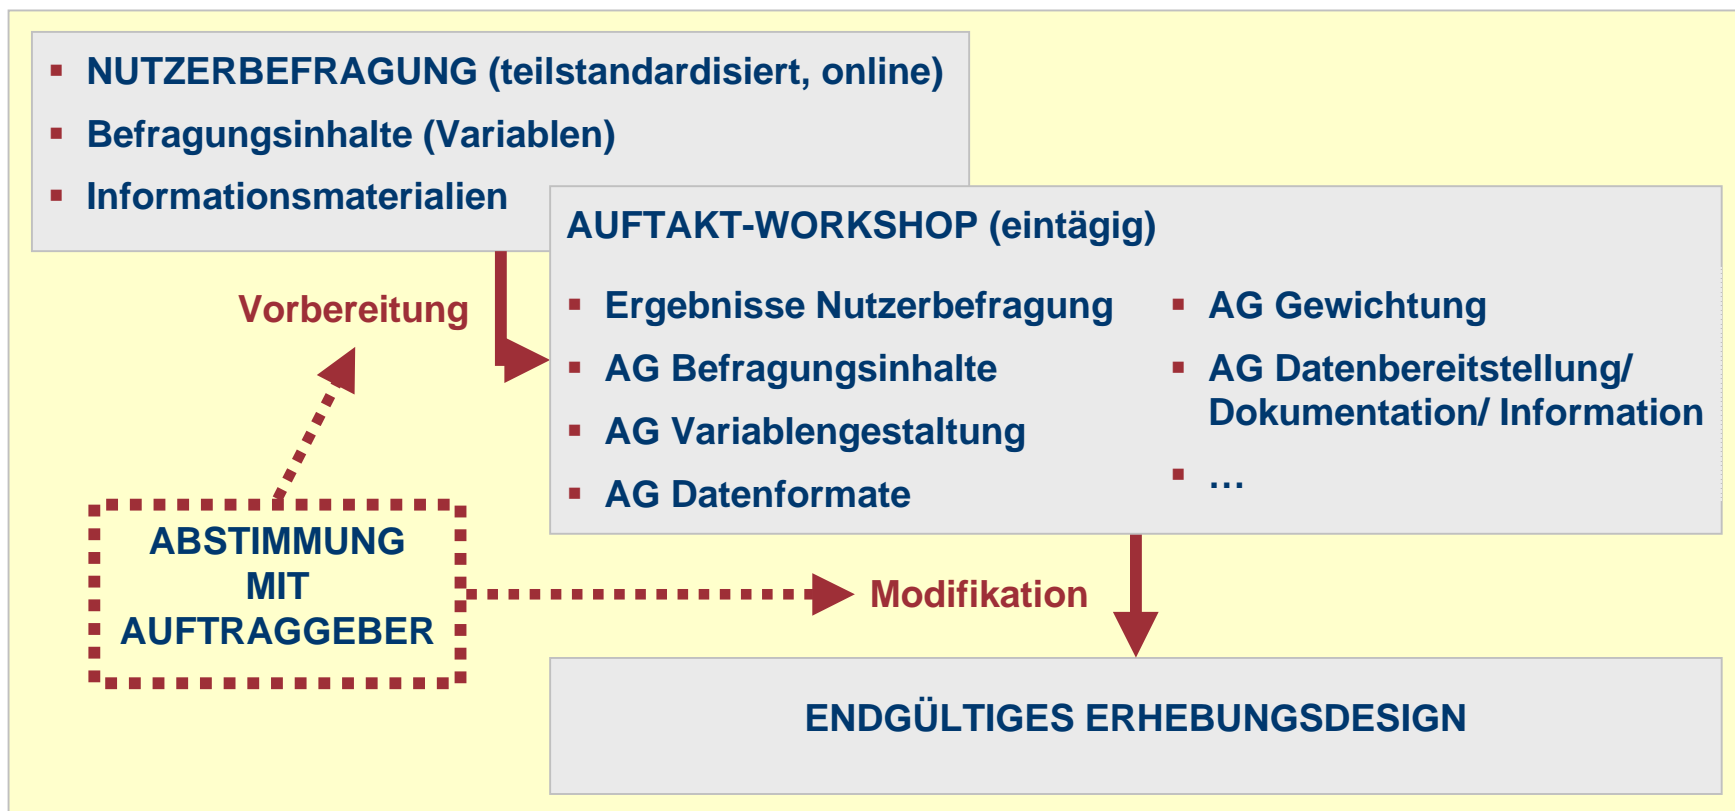 ▪ NUTZERBEFRAGUNG (teilstandardisiert, online)
▪ Befragungsinhalte (Variablen)
▪ Informationsmaterialien
AUFTAKT-WORKSHOP (eintägig)
▪ Ergebnisse Nutzerbefragung
▪ AG Befragungsinhalte
▪ AG Variablengestaltung
▪ AG Datenformate
▪ AG Gewichtung
▪ AG Datenbereitstellung/
Dokumentation/ Information
▪ …
Vorbereitung
ABSTIMMUNG
MIT
AUFTRAGGEBER
Modifikation
ENDGÜLTIGES ERHEBUNGSDESIGN